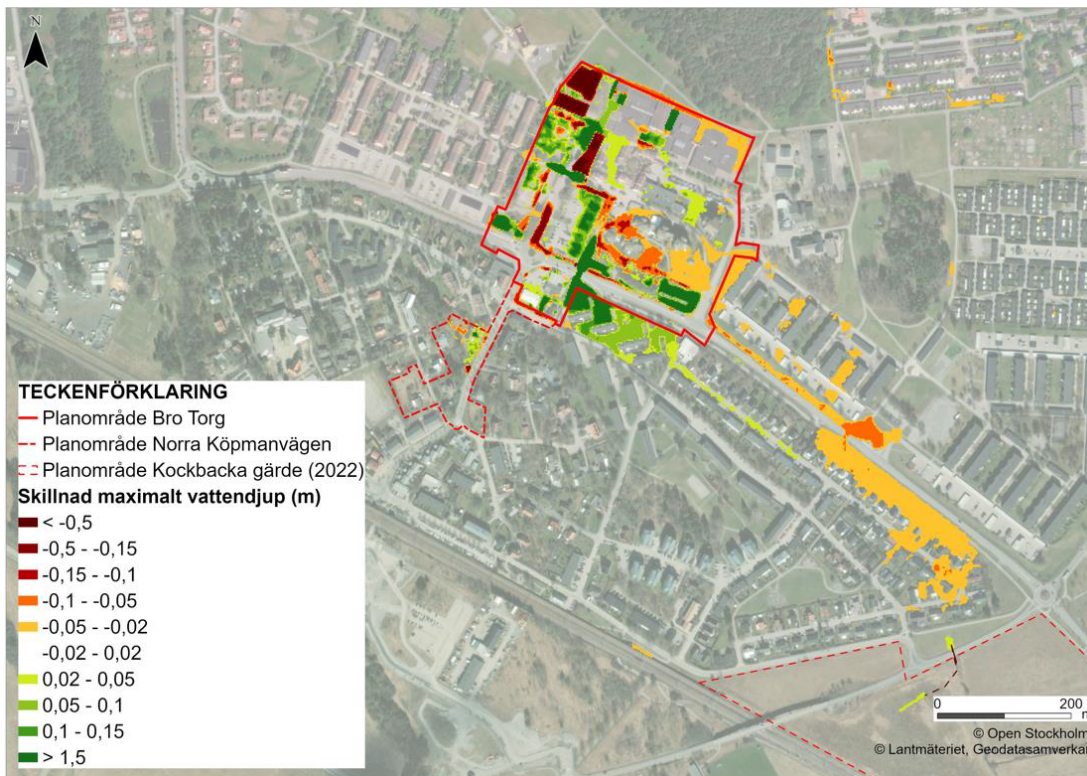 N
TECKENFÖRKLARING
Planområde Bro Torg
Planområde Norra Köpmanvägen
Planområde Kockbacka gärde (2022)
Skillnad maximalt vattendjup (m)
< -0,5
-0,5 - -0,15
-0,15 - -0,1
-0,1 - -0,05
-0,05 - -0,02
-0,02 - 0,02
0,02 - 0,05
0,05 - 0,1
0,1 - 0,15
> 1,5
0 200
m
© Open Stockholm
© Lantmäteriet, Geodatasamverkan